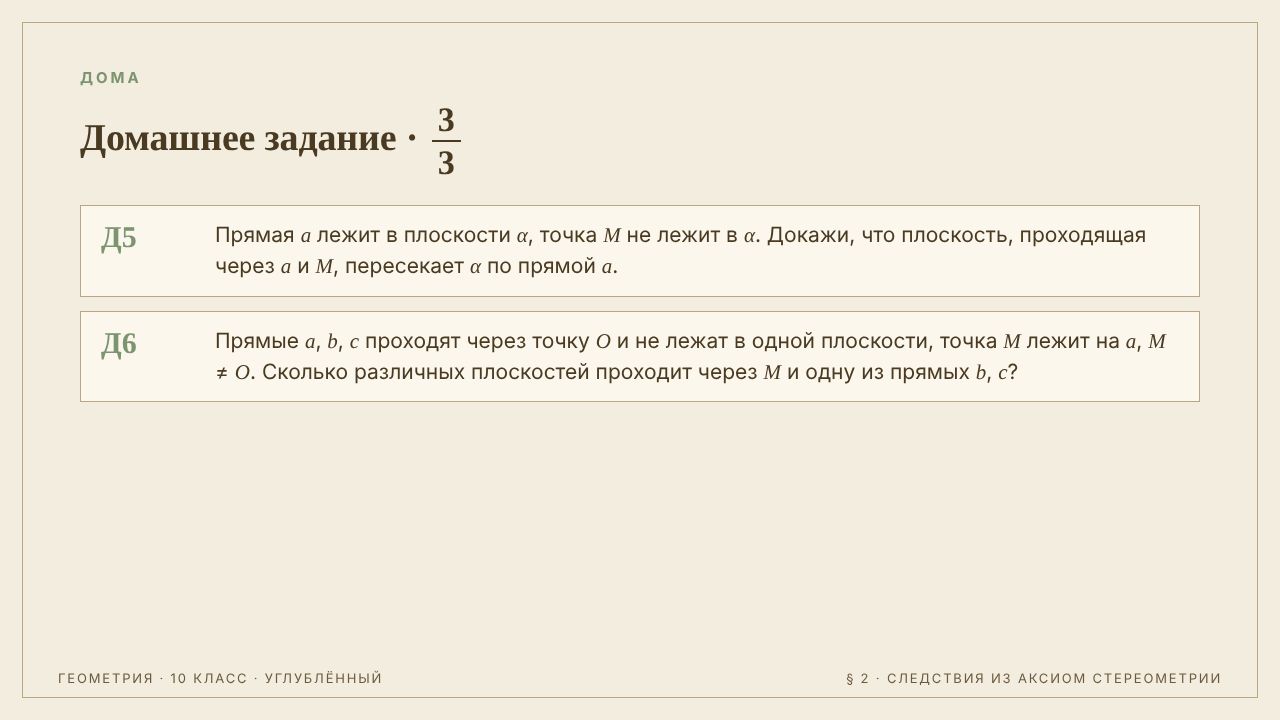 ДОМА
Домашнее задание · 3/3
Д5
Прямая a лежит в плоскости α, точка M не лежит в α. Докажи, что плоскость, проходящая
через a и M, пересекает α по прямой a.
Д6
Прямые a, b, c проходят через точку O и не лежат в одной плоскости, точка M лежит на a, M
≠ O. Сколько различных плоскостей проходит через M и одну из прямых b, c?
ГЕОМЕТРИЯ · 10 КЛАСС · УГЛУБЛЁННЫЙ
§ 2 · СЛЕДСТВИЯ ИЗ АКСИОМ СТЕРЕОМЕТРИИ